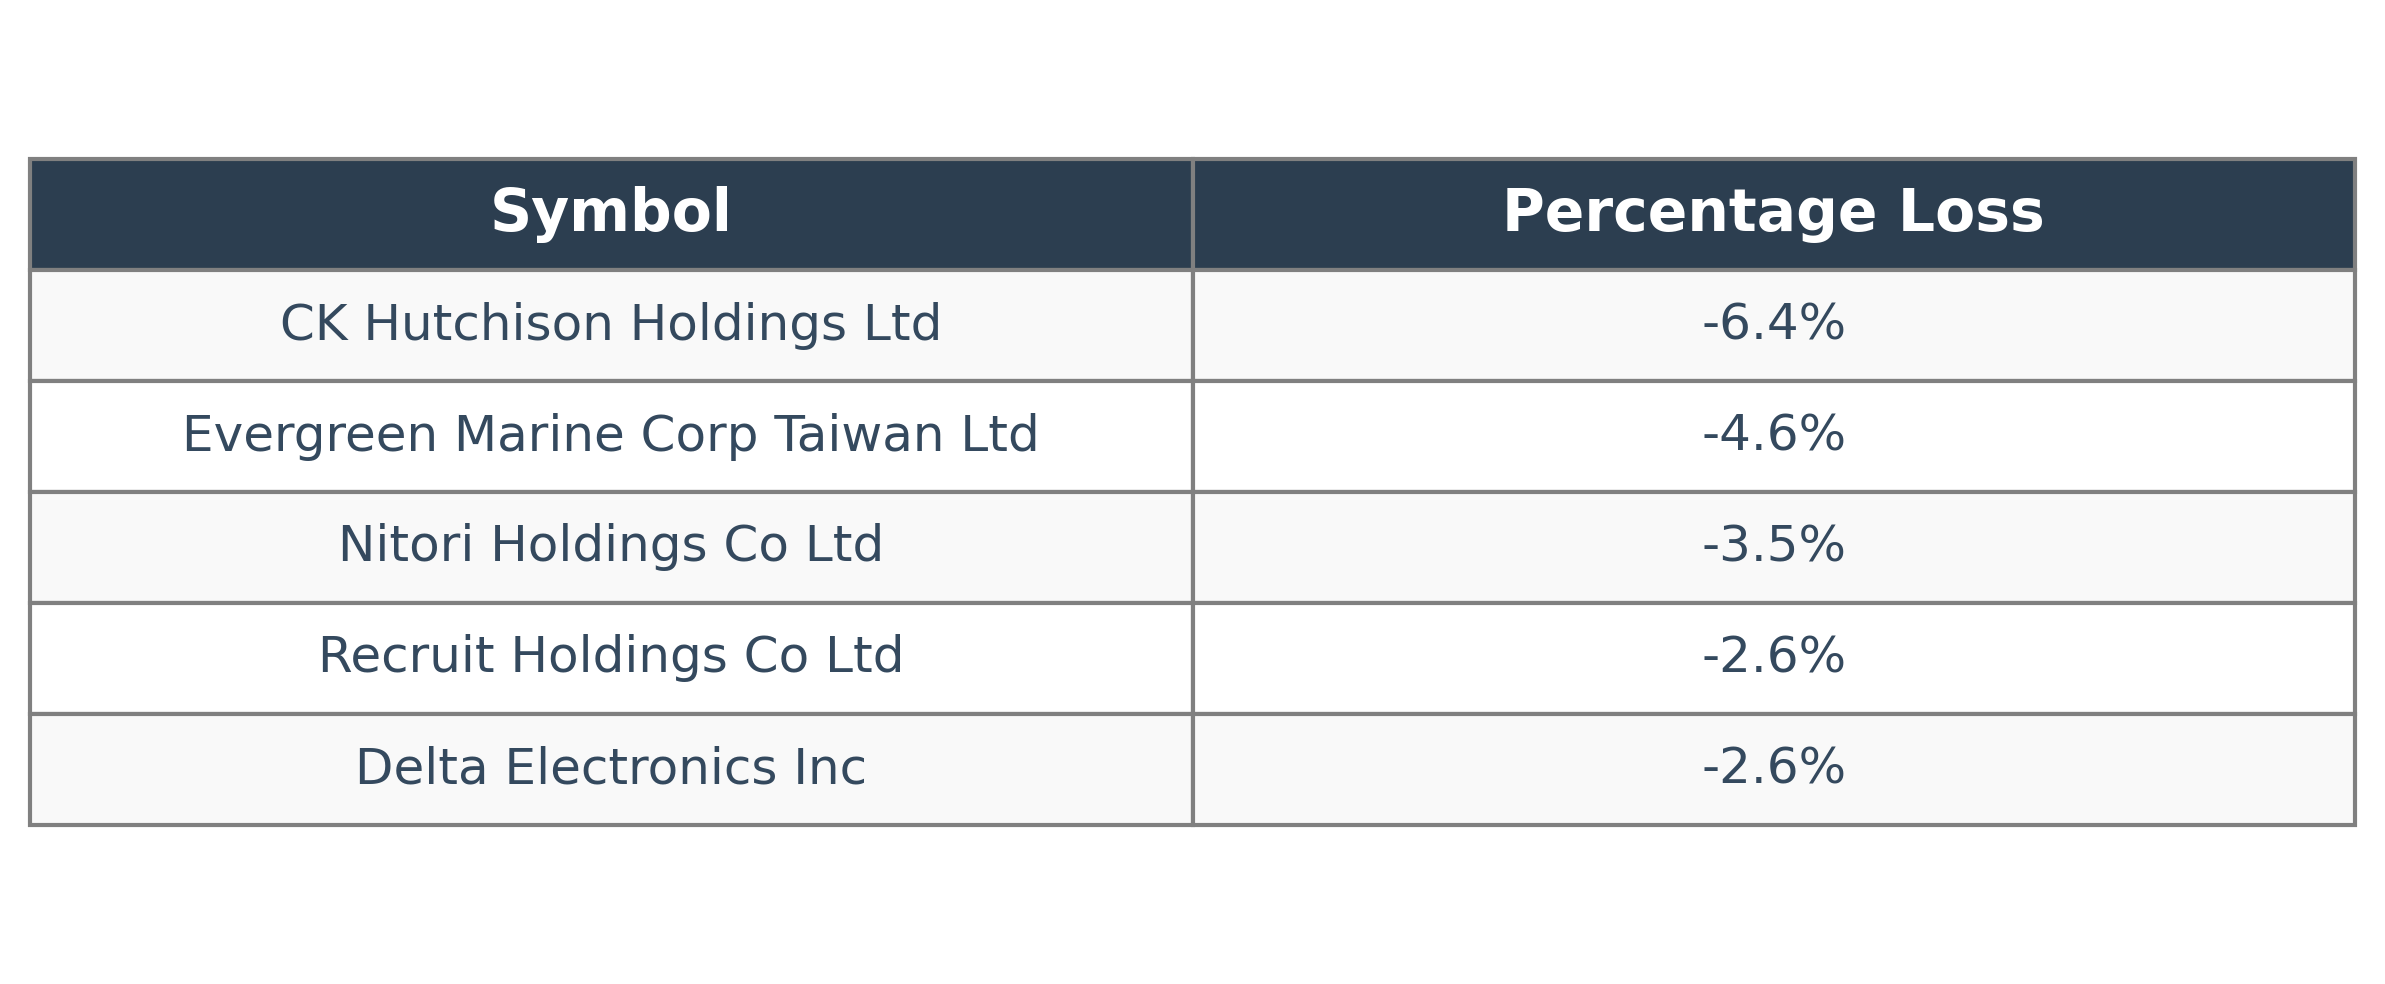 Symbol Percentage Loss
CK Hutchison Holdings Ltd -6.4%
Evergreen Marine Corp Taiwan Ltd -4.6%
Nitori Holdings Co Ltd -3.5%
Recruit Holdings Co Ltd -2.6%
Delta Electronics Inc -2.6%